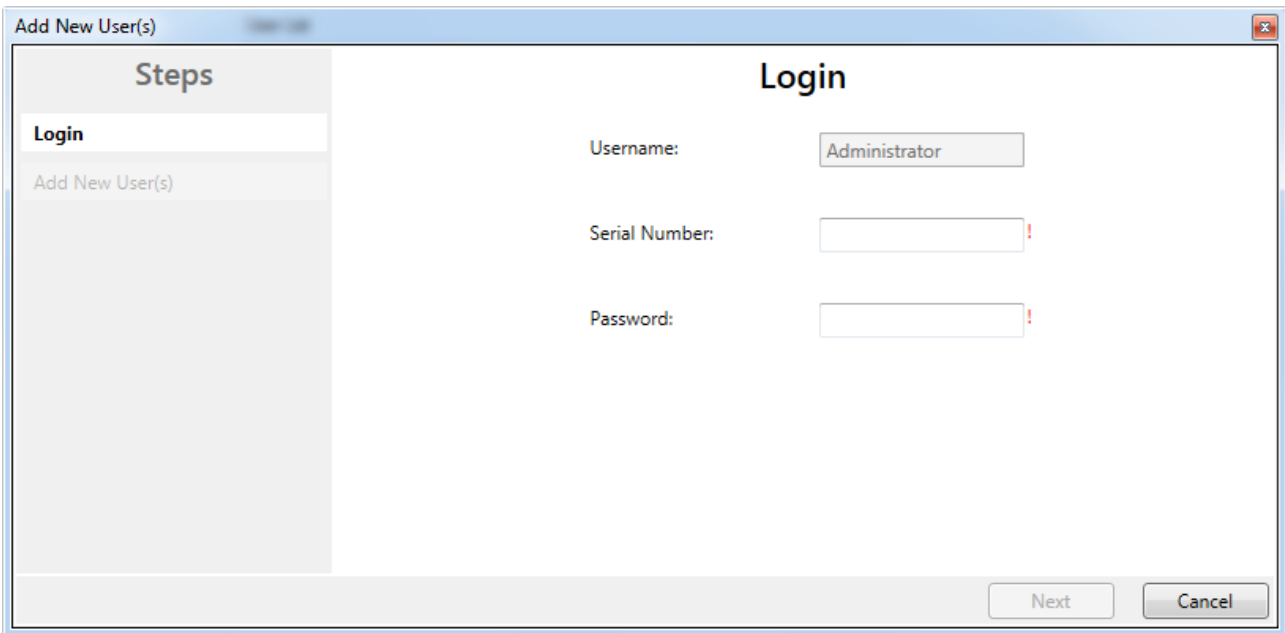 Add New User(s)
Steps
Login
Add New User(s)
Login
Username: Administrator
Serial Number: !
Password: !
Next Cancel